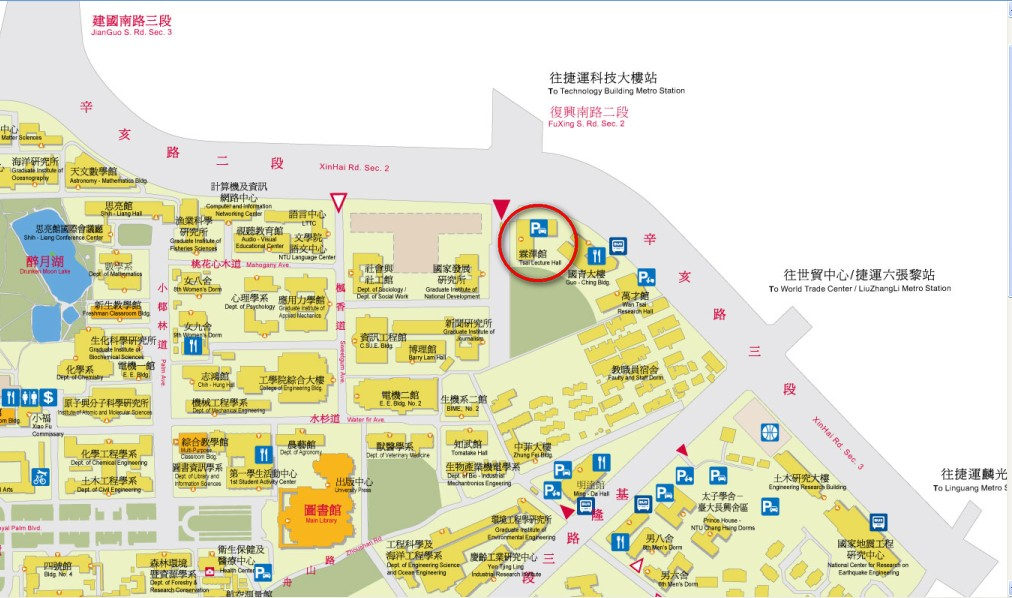 建國南路三段
JianGuo S. Rd. Sec. 3
往捷運科技大樓站
To Technology Building Metro Station
復興南路二段
FuXing S. Rd. Sec. 2
辛亥路二段
XinHai Rd. Sec. 2
中心
Matter Sciences
海洋研究所
Graduate Institute of
Oceanography
天文數學館
Astronomy - Mathematics Bldg.
計算機及資訊
網路中心
Computer and Information
Networking Center
思亮館
Shih - Liang Hall
思亮館國際會議廳
Shih - Liang Conference Center
漁業科學
研究所
Graduate Institute of
Fisheries Sciences
視聽教育館
Audio - Visual
Educational Center
語言中心
LTTC
文學院
語文中心
NTU Language Center
霖澤館
Tsai Lecture Hall
國青大樓
Guo - Ching Bldg.
辛亥路三段
XinHai Rd. Sec. 3
往世貿中心/捷運六張犁站
To World Trade Center / LiuZhangLi Metro Station
醉月湖
Drunken Moon Lake
數學系
Dept. of Mathematics
桃花心木道
Mahogany Ave.
女八舍
8th Women's Dorm
心理學系
Dept. of Psychology
應用力學館
Graduate Institute of
Applied Mechanics
社會與
社工館
Dept. of Sociology /
Dept. of Social Work
國家發展
研究所
Graduate Institute of
National Development
萬才館
Wan Tsai
Research Hall
新生教學館
Freshman Classroom Bldg.
小椰林道
Palm Ave.
女九舍
9th Women's Dorm
楓香道
Sweetgum Ave.
資訊工程館
C.S.I.E. Bldg.
新聞研究所
Graduate Institute of
Journalism
博理館
Barry Lam Hall
生化科學研究所
Graduate Institute of
Biochemical Sciences
化學系
Dept. of Chemistry
電機一館
E. E. Bldg.
志鴻館
Chih - Hung Hall
工學院綜合大樓
College of Engineering Bldg.
教職員宿舍
Faculty and Staff Dorm
小福
Xiao Fu
Commissary
原子與分子科學研究所
Institute of Atomic and Molecular Sciences
機械工程學系
Dept. of Mechanical Engineering
電機二館
E. E. Bldg. No. 2
生機系二館
BIME. No. 2
水杉道
Water fir Ave.
化學工程學系
Dept. of Chemical Engineering
綜合教學館
Multi-Purpose
Classroom Bldg.
農藝館
Dept. of Agronomy
獸醫學系
Dept. of Veterinary Medicine
知武館
Tomatake Hall
中菲大樓
Zhung Fei Bldg.
土木工程學系
Dept. of Civil Engineering
圖書資訊學系
Dept. of Library and
Information Sciences
第一學生活動中心
1st Student Activity Center
出版中心
University Press
生物產業機電學系
Dept. of Bio - Industrial
Mechatronics Engeering
明達館
Ming - Da Hall
圖書館
Main Library
基隆路三段
土木研究大樓
Engineering Research Building
太子學舍－
臺大長興舍區
Prince House -
NTU Chang Hsing Dorms
往捷運麟光
To Linguang Metro S
Arts
yal Palm Blvd.
環境工程學研究所
Graduate Institute of
Environmental Engineering
舟山路
Zhoushan Rd.
工程科學及
海洋工程學系
Dept. of Engineering Science
and Ocean Engineering
慶齡工業研究中心
Yen Tjing Ling
Industrial Research Institute
男八舍
8th Men's Dorm
男六舍
6th Men's Dorm
國家地震工程
研究中心
National Center for Research on
Earthquake Engineering
四號館
Bldg. No. 4
森林環境
暨資源學系
Dept. of Forestry &
Research Conservation
衛生保健及
醫療中心
Health Center